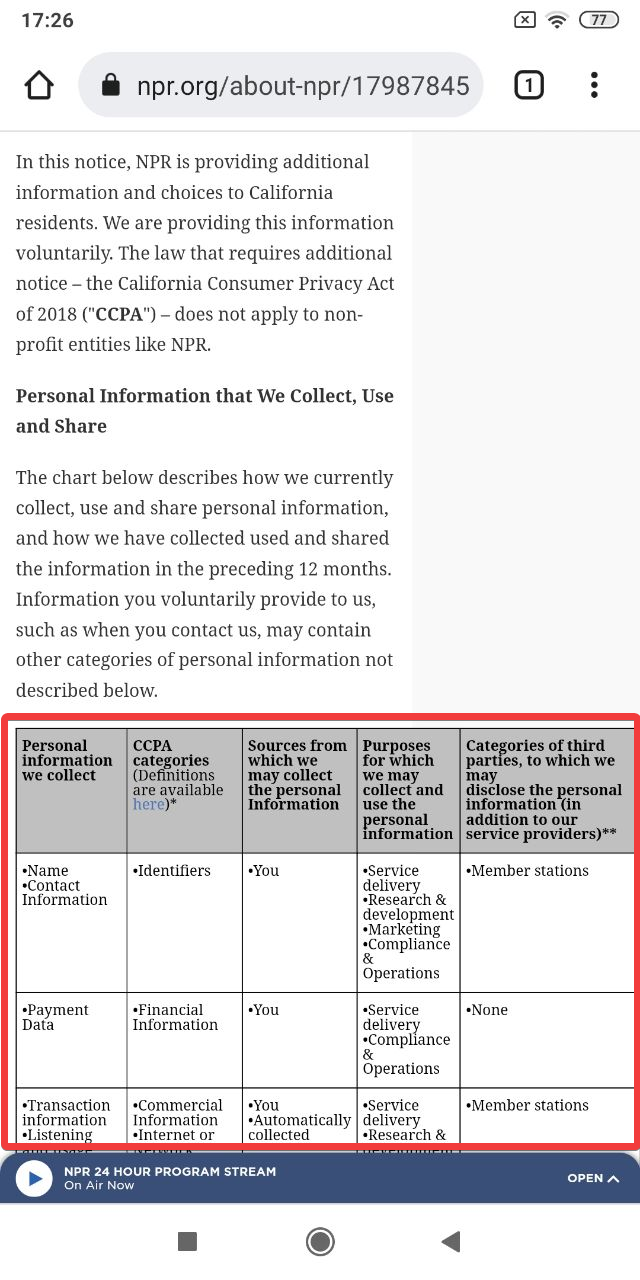 17:26
77
npr.org/about-npr/17987845
1
In this notice, NPR is providing additional
information and choices to California
residents. We are providing this information
voluntarily. The law that requires additional
notice – the California Consumer Privacy Act
of 2018 ("CCPA") – does not apply to non-
profit entities like NPR.
Personal Information that We Collect, Use
and Share
The chart below describes how we currently
collect, use and share personal information,
and how we have collected used and shared
the information in the preceding 12 months.
Information you voluntarily provide to us,
such as when you contact us, may contain
other categories of personal information not
described below.
Personal
information
we collect
CCPA
categories
(Definitions
are available
here)*
Sources from
which we
may collect
the personal
Information
Purposes
for which
we may
collect and
use the
personal
information
Categories of third
parties, to which we
may
disclose the personal
information (in
addition to our
service providers)**
•Name
•Contact
Information
•Identifiers
•You
•Service
delivery
•Research &
development
•Marketing
•Compliance
&
Operations
•Member stations
•Payment
Data
•Financial
Information
•You
•Service
delivery
•Compliance
&
Operations
•None
•Transaction
information
•Listening
•Commercial
Information
•Internet or
•You
•Automatically
collected
•Service
delivery
•Research &
•Member stations
NPR 24 HOUR PROGRAM STREAM
On Air Now
OPEN